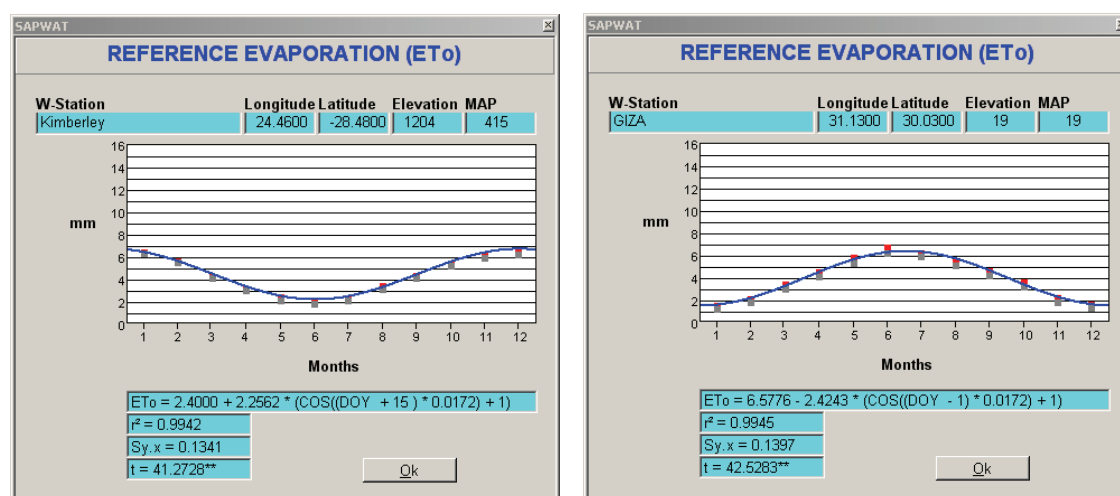 SAPWAT
REFERENCE EVAPORATION (ETo)
W-Station Longitude Latitude Elevation MAP
Kimberley 24.4600 -28.4800 1204 415
mm
16
14
12
10
8
6
4
2
0
1 2 3 4 5 6 7 8 9 10 11 12
Months
ETo = 2.4000 + 2.2562 * (COS((DOY + 15 ) * 0.0172) + 1)
r² = 0.9942
Sy.x = 0.1341
t = 41.2728**
Ok
SAPWAT
REFERENCE EVAPORATION (ETo)
W-Station Longitude Latitude Elevation MAP
GIZA 31.1300 30.0300 19 19
mm
16
14
12
10
8
6
4
2
0
1 2 3 4 5 6 7 8 9 10 11 12
Months
ETo = 6.5776 - 2.4243 * (COS((DOY - 1) * 0.0172) + 1)
r² = 0.9945
Sy.x = 0.1397
t = 42.5283**
Ok